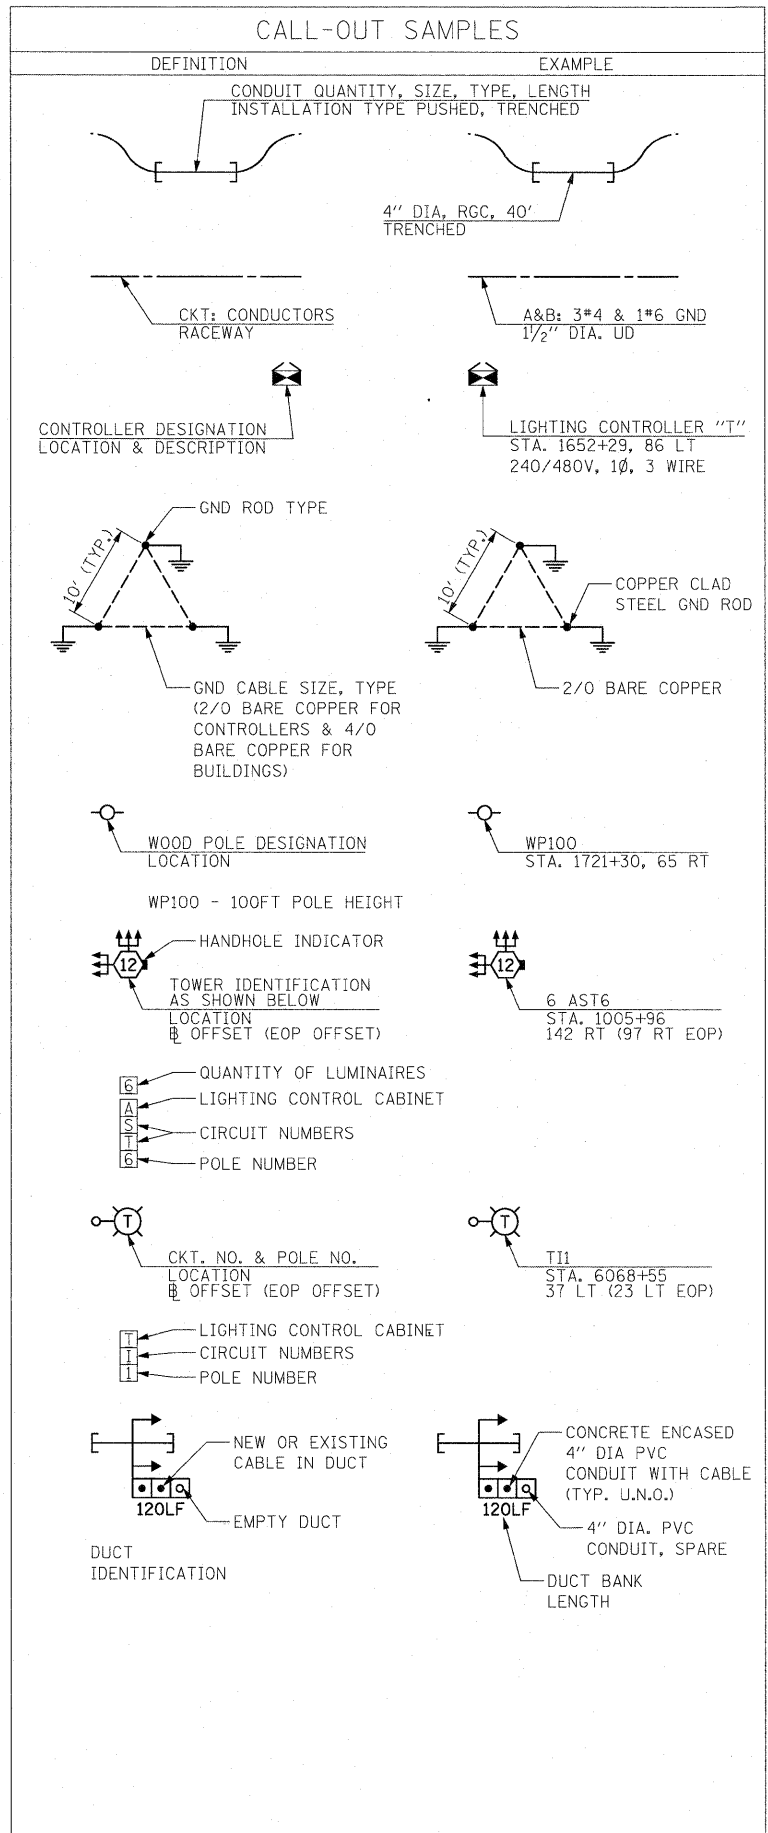 CALL-OUT SAMPLES
DEFINITION
EXAMPLE
CONDUIT QUANTITY, SIZE, TYPE, LENGTH
INSTALLATION TYPE PUSHED, TRENCHED
4" DIA, RGC, 40'
TRENCHED
CKT: CONDUCTORS
RACEWAY
A&B: 3#4 & 1#6 GND
1½" DIA. UD
CONTROLLER DESIGNATION
LOCATION & DESCRIPTION
LIGHTING CONTROLLER "T"
STA. 1652+29, 86 LT
240/480V, 1Ø, 3 WIRE
GND ROD TYPE
10' (TYP.)
GND CABLE SIZE, TYPE
(2/0 BARE COPPER FOR
CONTROLLERS & 4/0
BARE COPPER FOR
BUILDINGS)
10' (TYP.)
COPPER CLAD
STEEL GND ROD
2/0 BARE COPPER
WOOD POLE DESIGNATION
LOCATION
WP100 - 100FT POLE HEIGHT
WP100
STA. 1721+30, 65 RT
12
HANDHOLE INDICATOR
TOWER IDENTIFICATION
AS SHOWN BELOW
LOCATION
BL OFFSET (EOP OFFSET)
12
6 AST6
STA. 1005+96
142 RT (97 RT EOP)
6 QUANTITY OF LUMINAIRES
A LIGHTING CONTROL CABINET
S
T
CIRCUIT NUMBERS
6 POLE NUMBER
T
CKT. NO. & POLE NO.
LOCATION
BL OFFSET (EOP OFFSET)
T
TI1
STA. 6068+55
37 LT (23 LT EOP)
T LIGHTING CONTROL CABINET
I CIRCUIT NUMBERS
1 POLE NUMBER
NEW OR EXISTING
CABLE IN DUCT
120LF
EMPTY DUCT
DUCT
IDENTIFICATION
CONCRETE ENCASED
4" DIA PVC
CONDUIT WITH CABLE
(TYP. U.N.O.)
120LF
4" DIA. PVC
CONDUIT, SPARE
DUCT BANK
LENGTH